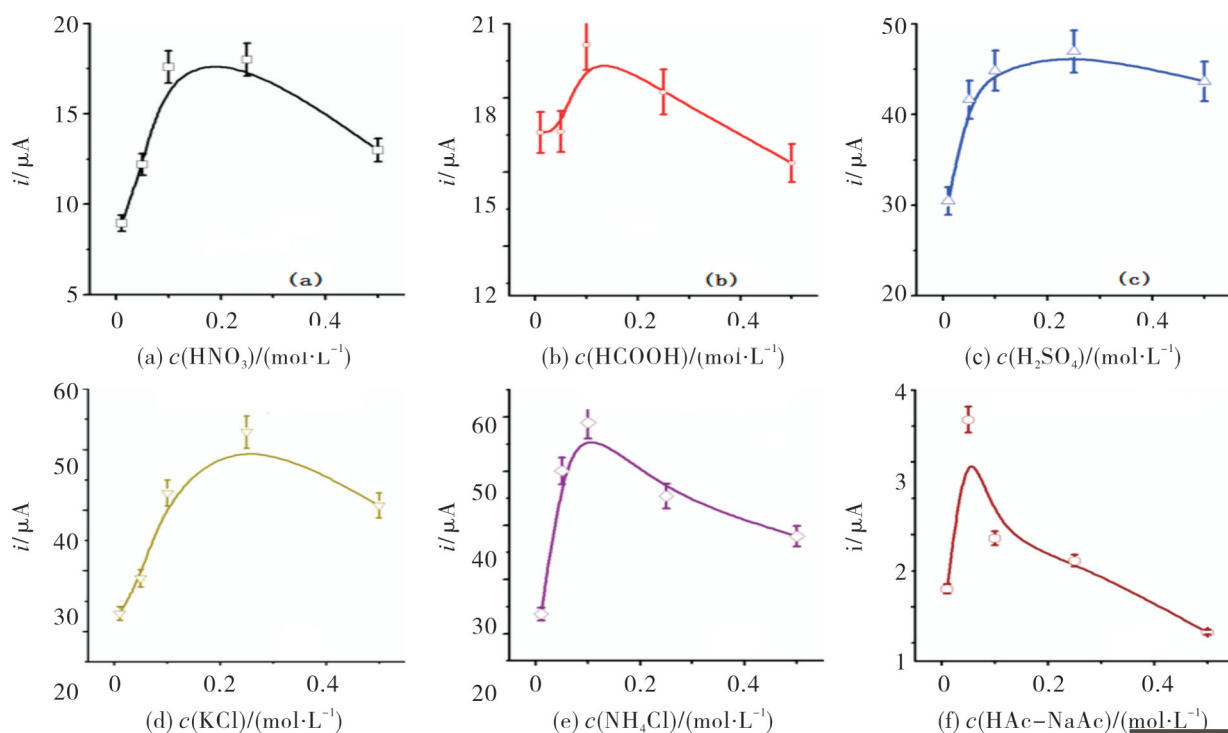 20
15
10
5
i/μA
(a)
0 0.2 0.4
(a) c(HNO₃)/(mol·L⁻¹)
21
18
15
12
i/μA
(b)
0 0.2 0.4
(b) c(HCOOH)/(mol·L⁻¹)
50
40
30
20
i/μA
(c)
0 0.2 0.4
(c) c(H₂SO₄)/(mol·L⁻¹)
60
50
40
30
20
i/μA
0 0.2 0.4
(d) c(KCl)/(mol·L⁻¹)
60
50
40
30
20
i/μA
0 0.2 0.4
(e) c(NH₄Cl)/(mol·L⁻¹)
4
3
2
1
i/μA
0 0.2 0.4
(f) c(HAc-NaAc)/(mol·L⁻¹)